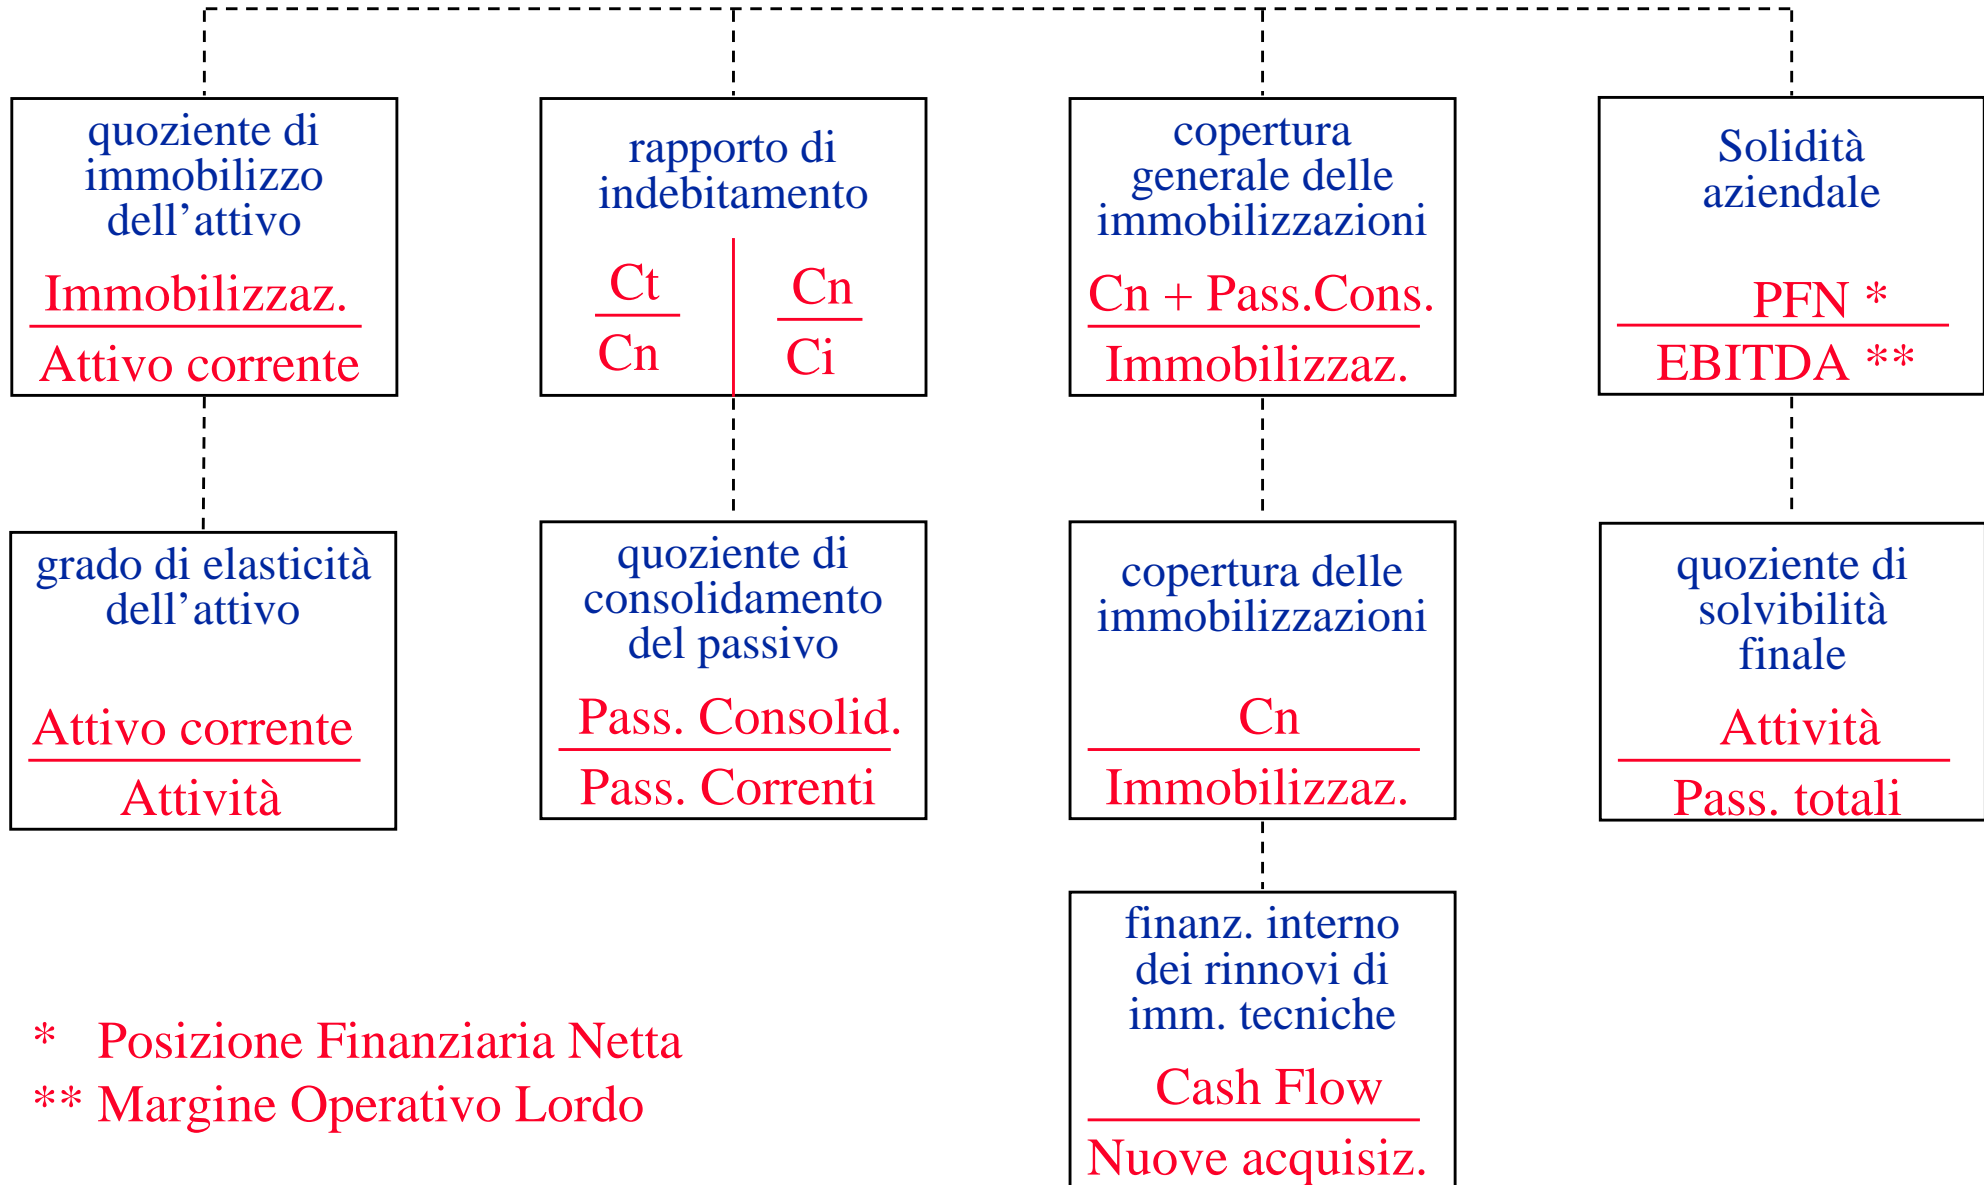 quoziente di
immobilizzo
dell’attivo
Immobilizzaz.
Attivo corrente
rapporto di
indebitamento
Ct
Cn
Cn
Ci
copertura
generale delle
immobilizzazioni
Cn + Pass.Cons.
Immobilizzaz.
Solidità
aziendale
PFN *
EBITDA **
grado di elasticità
dell’attivo
Attivo corrente
Attività
quoziente di
consolidamento
del passivo
Pass. Consolid.
Pass. Correnti
copertura delle
immobilizzazioni
Cn
Immobilizzaz.
quoziente di
solvibilità
finale
Attività
Pass. totali
finanz. interno
dei rinnovi di
imm. tecniche
Cash Flow
Nuove acquisiz.
* Posizione Finanziaria Netta
** Margine Operativo Lordo